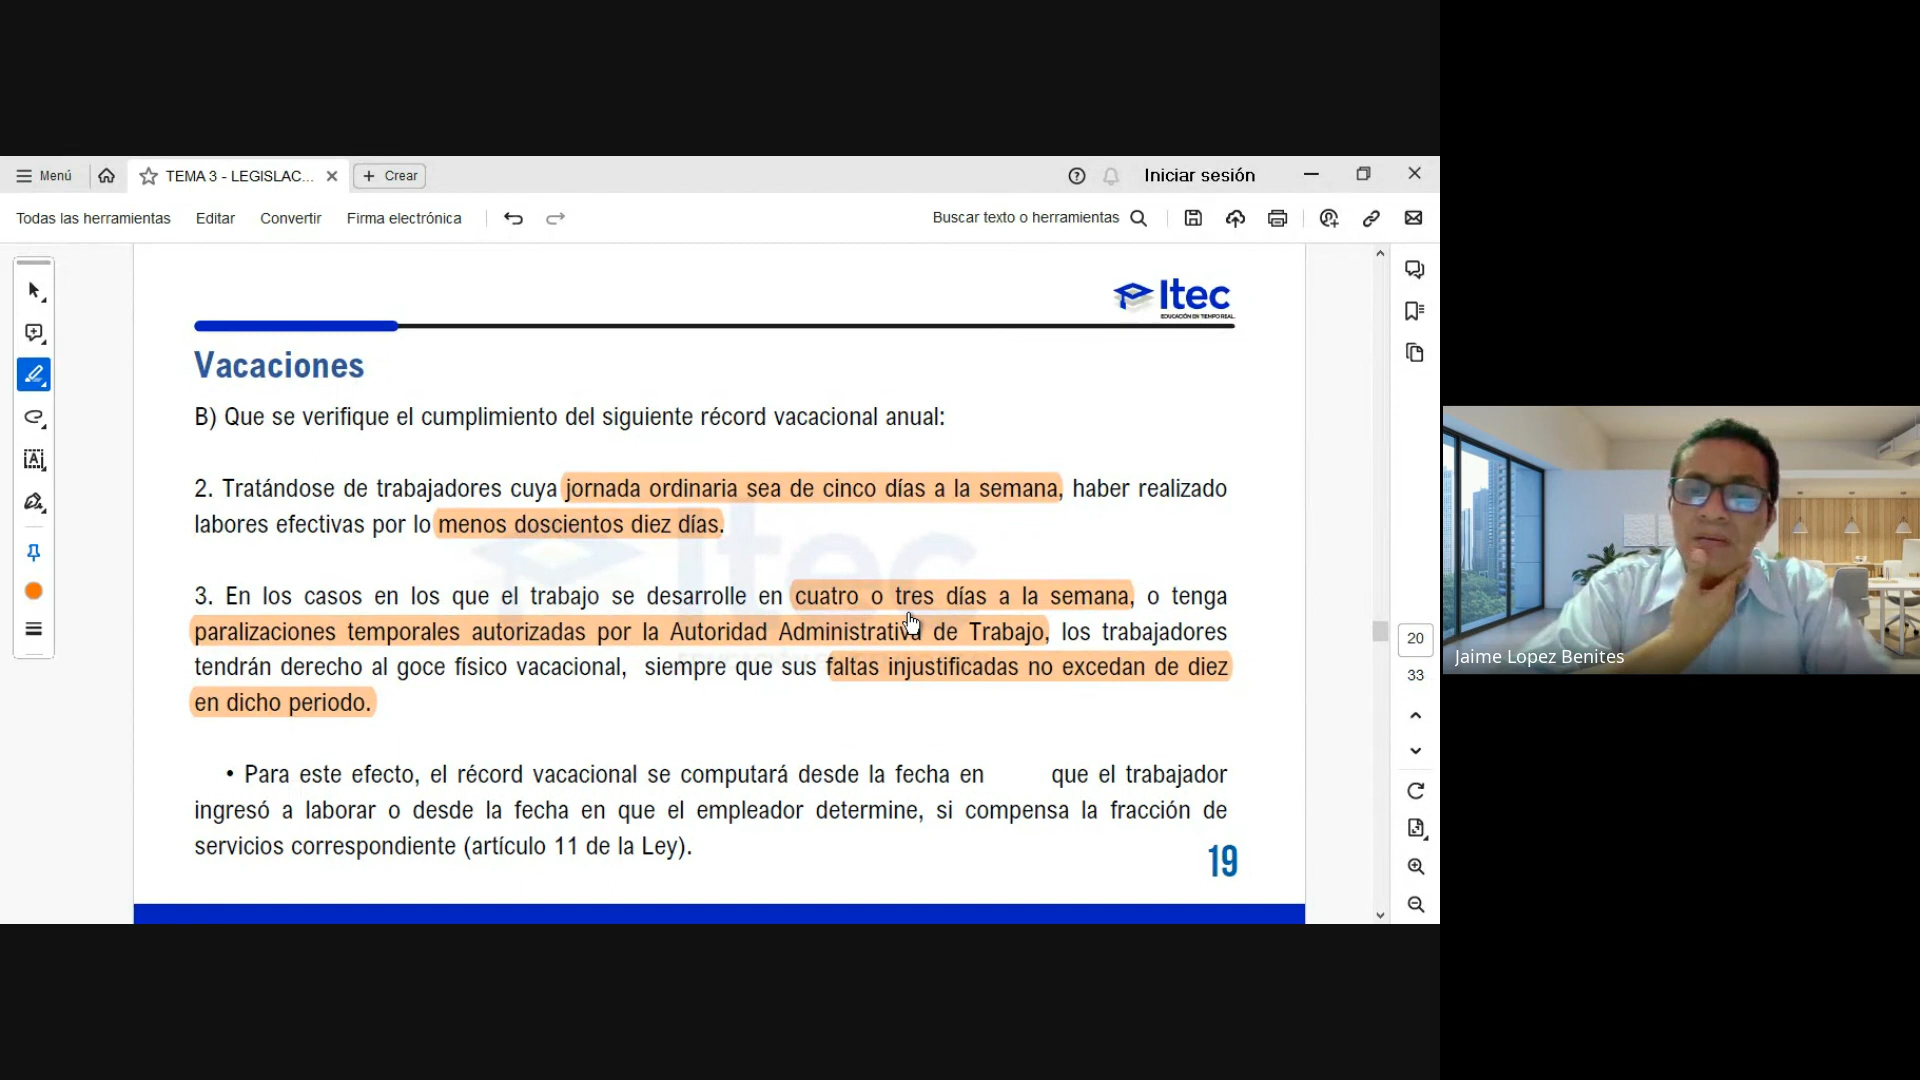 Menú
TEMA 3 - LEGISLAC...
Crear
Iniciar sesión
Todas las herramientas
Editar
Convertir
Firma electrónica
Buscar texto o herramientas
Itec
EDUCACIÓN EN TIEMPO REAL
Vacaciones
B) Que se verifique el cumplimiento del siguiente récord vacacional anual:
2. Tratándose de trabajadores cuya jornada ordinaria sea de cinco días a la semana, haber realizado
labores efectivas por lo menos doscientos diez días.
Itec
3. En los casos en los que el trabajo se desarrolle en cuatro o tres días a la semana, o tenga
paralizaciones temporales autorizadas por la Autoridad Administrativa de Trabajo, los trabajadores
tendrán derecho al goce físico vacacional, siempre que sus faltas injustificadas no excedan de diez
en dicho periodo.
• Para este efecto, el récord vacacional se computará desde la fecha en que el trabajador
ingresó a laborar o desde la fecha en que el empleador determine, si compensa la fracción de
servicios correspondiente (artículo 11 de la Ley).
19
20
33
Jaime Lopez Benites